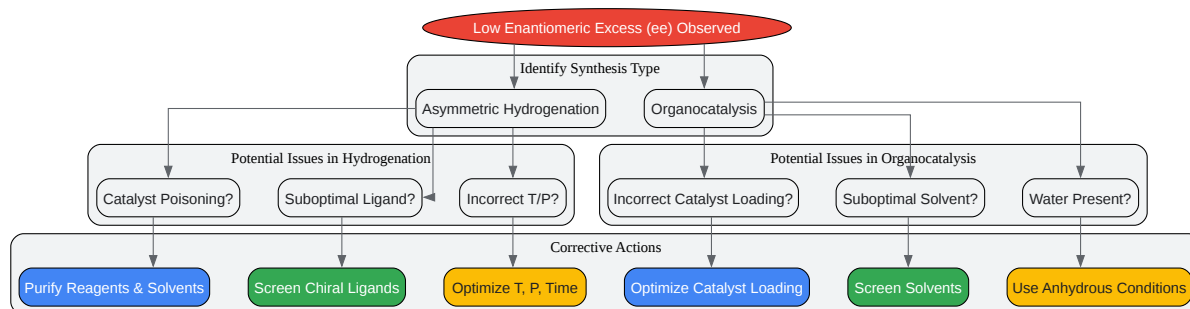 Low Enantiomeric Excess (ee) Observed
Identify Synthesis Type
Asymmetric Hydrogenation
Organocatalysis
Potential Issues in Hydrogenation
Potential Issues in Organocatalysis
Catalyst Poisoning?
Suboptimal Ligand?
Incorrect T/P?
Incorrect Catalyst Loading?
Suboptimal Solvent?
Water Present?
Corrective Actions
Purify Reagents & Solvents
Screen Chiral Ligands
Optimize T, P, Time
Optimize Catalyst Loading
Screen Solvents
Use Anhydrous Conditions